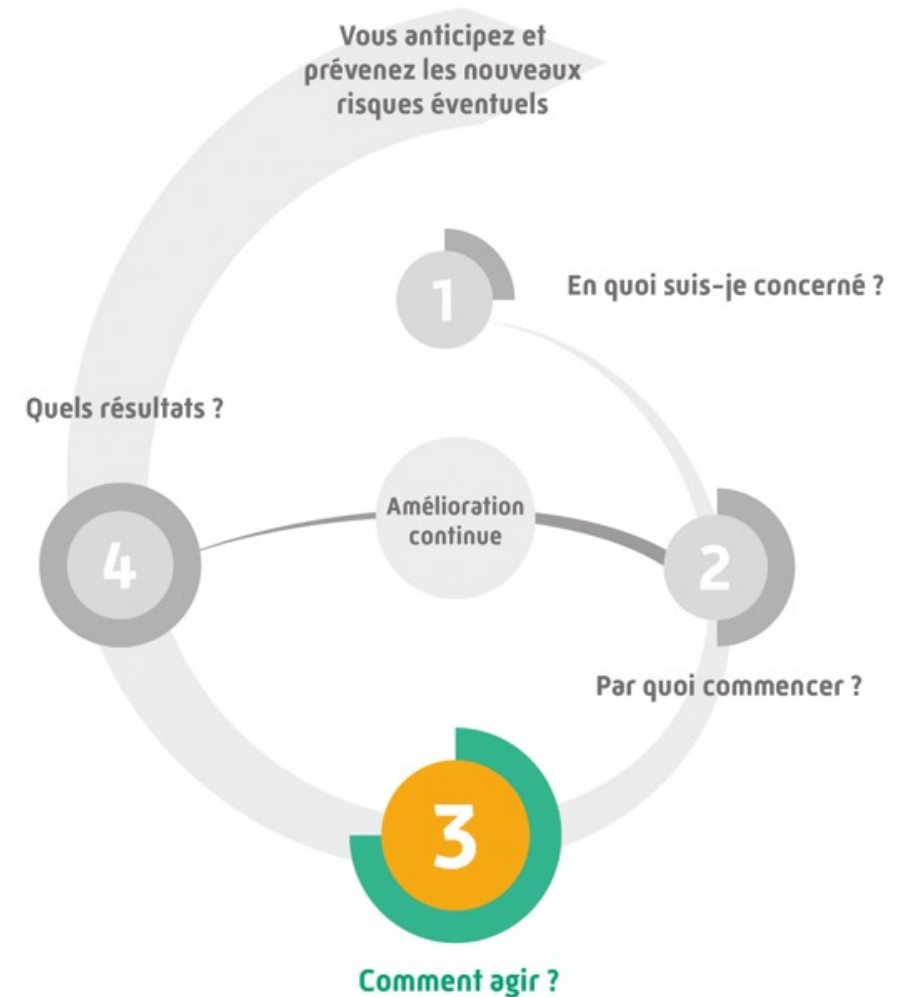 Vous anticipez et
prévenez les nouveaux
risques éventuels
1
En quoi suis-je concerné ?
Quels résultats ?
Amélioration
continue
4
2
Par quoi commencer ?
3
Comment agir ?